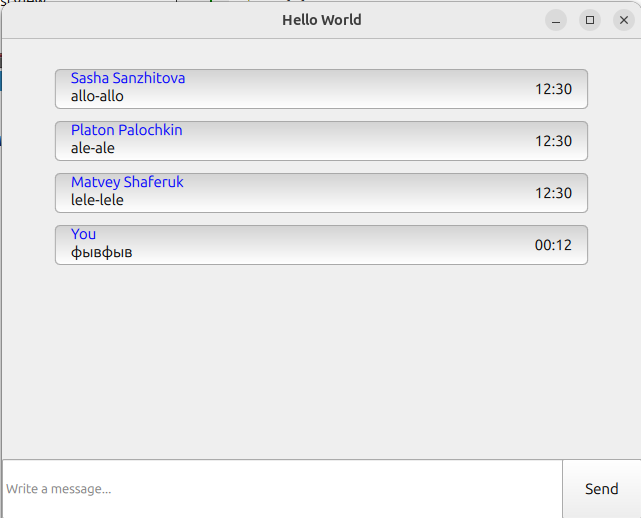 Hello World
Sasha Sanzhitova
allo-allo
12:30
Platon Palochkin
ale-ale
12:30
Matvey Shaferuk
lele-lele
12:30
You
фывфыв
00:12
Write a message...
Send